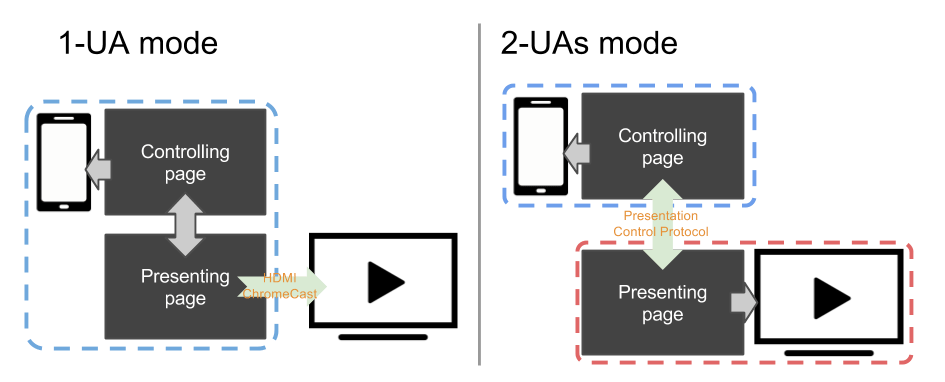 1-UA mode
Controlling
page
Presenting
page
HDMI
ChromeCast
2-UAs mode
Controlling
page
Presentation
Control Protocol
Presenting
page